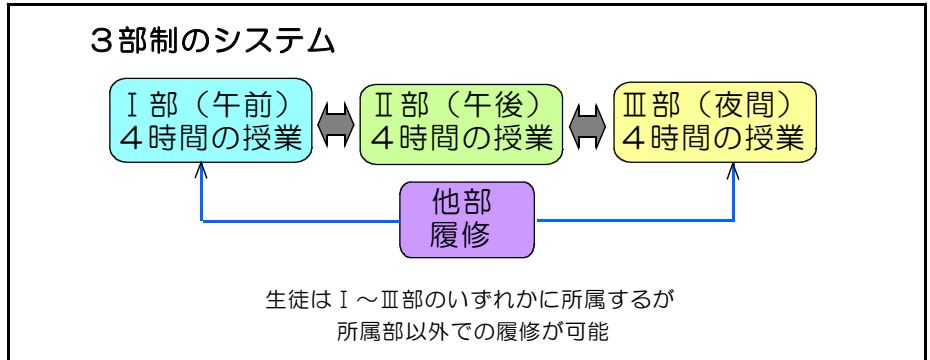 ３部制のシステム
Ⅰ部（午前）
４時間の授業
Ⅱ部（午後）
４時間の授業
Ⅲ部（夜間）
４時間の授業
他部
履修
生徒はⅠ～Ⅲ部のいずれかに所属するが
所属部以外での履修が可能